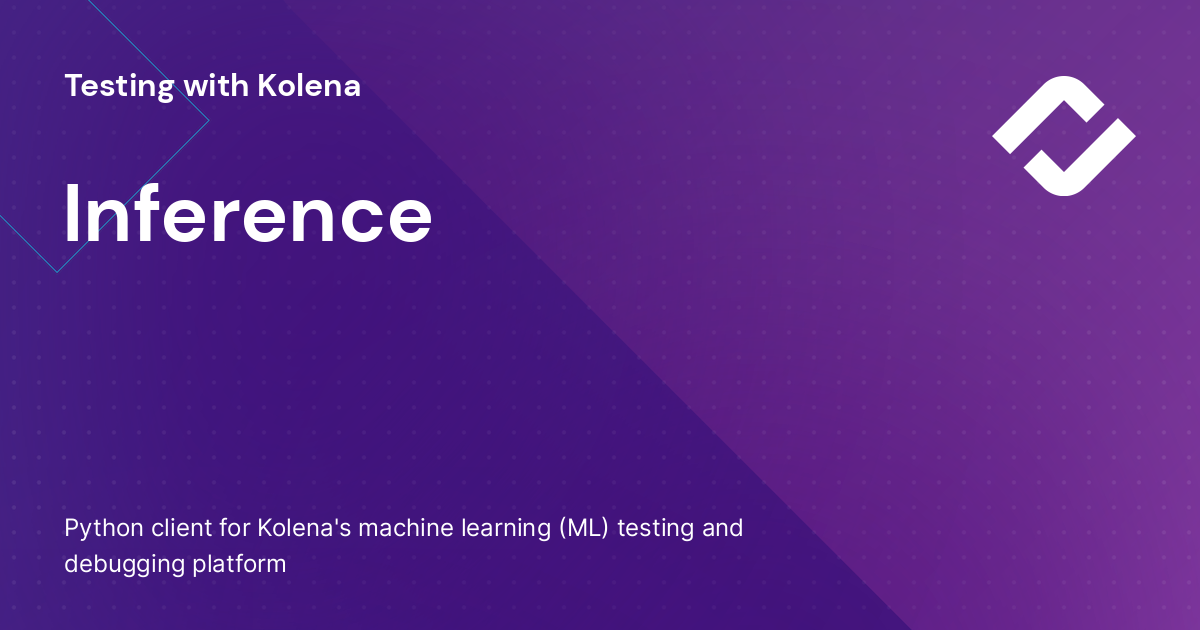 Testing with Kolena
Inference
Python client for Kolena's machine learning (ML) testing and
debugging platform